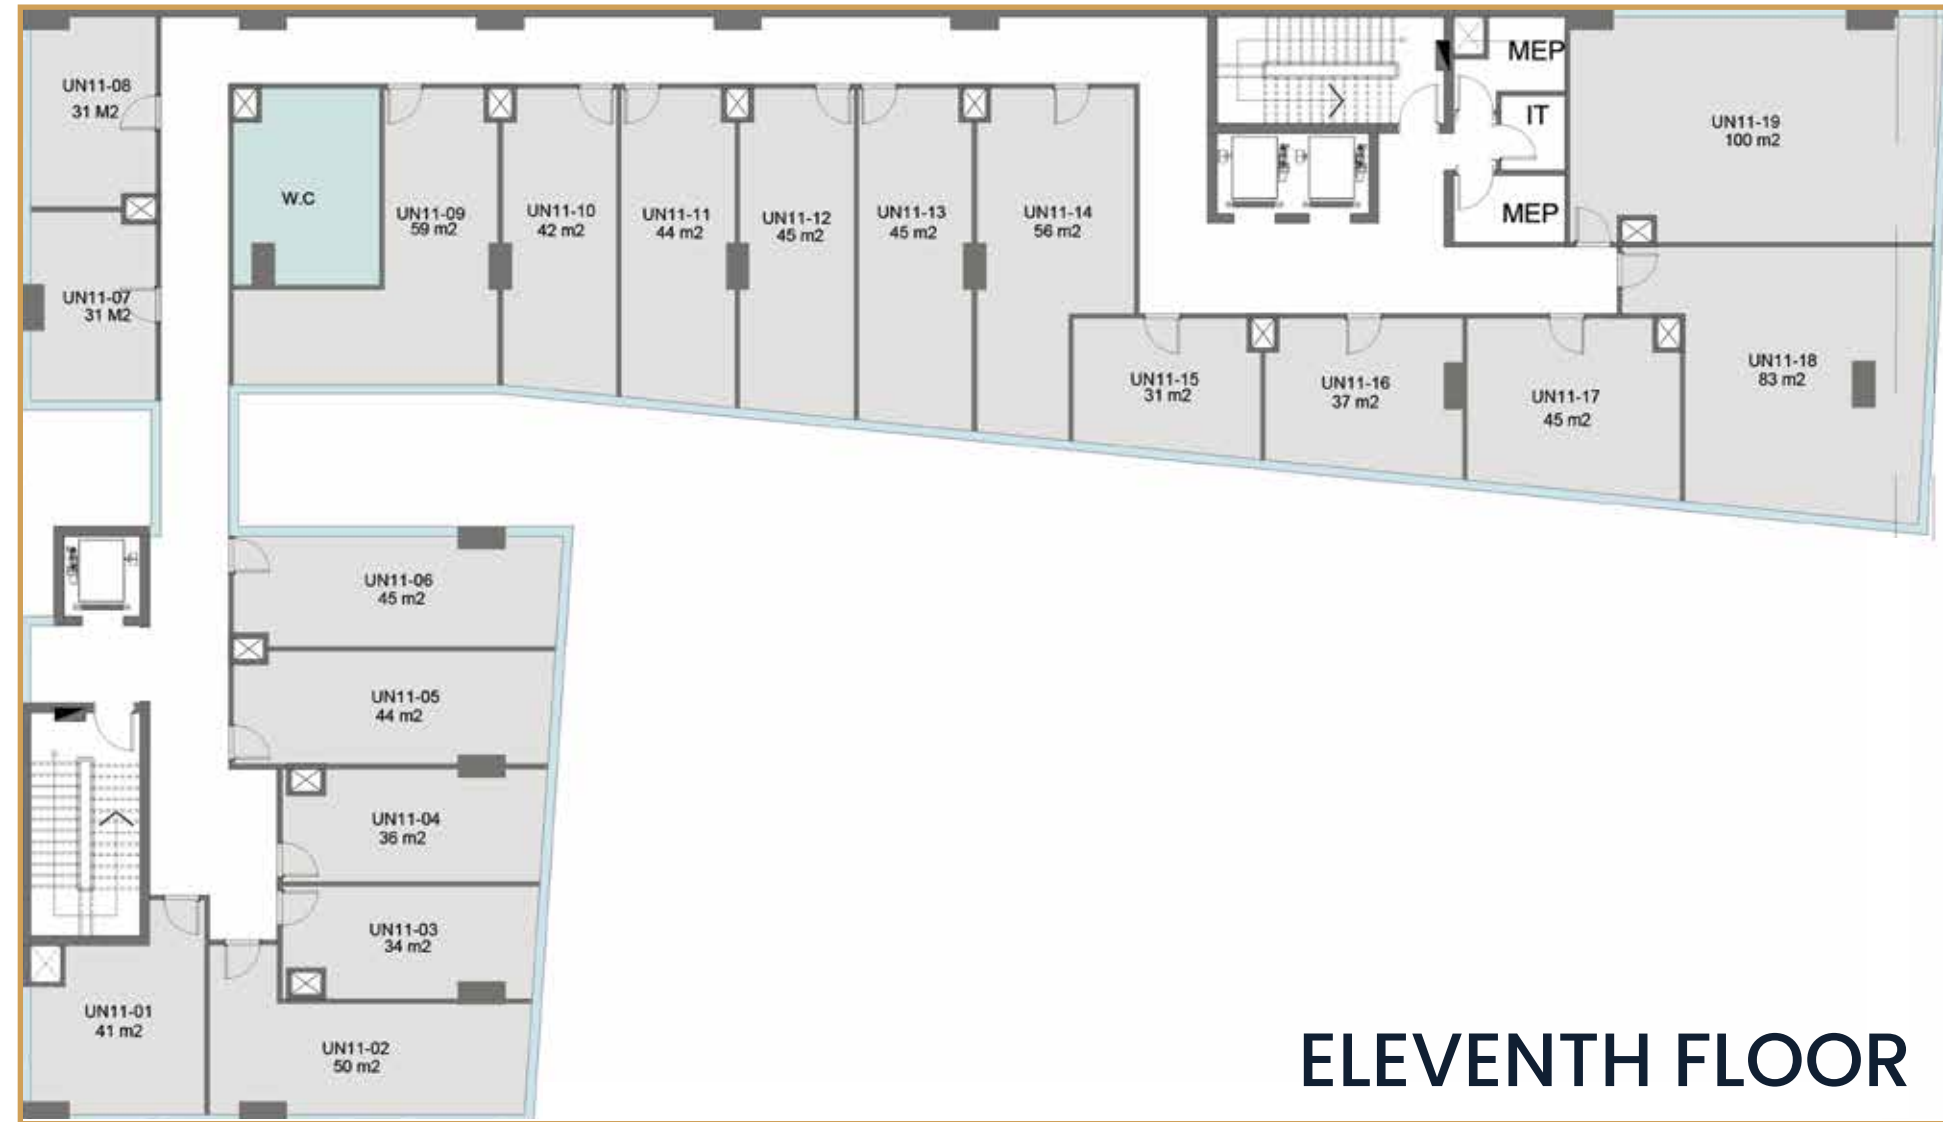 UN11-08
31 M2
UN11-07
31 M2
W.C
UN11-09
59 m2
UN11-10
42 m2
UN11-11
44 m2
UN11-12
45 m2
UN11-13
45 m2
UN11-14
56 m2
MEP
IT
MEP
UN11-19
100 m2
UN11-15
31 m2
UN11-16
37 m2
UN11-17
45 m2
UN11-18
83 m2
UN11-06
45 m2
UN11-05
44 m2
UN11-04
36 m2
UN11-03
34 m2
UN11-01
41 m2
UN11-02
50 m2
ELEVENTH FLOOR